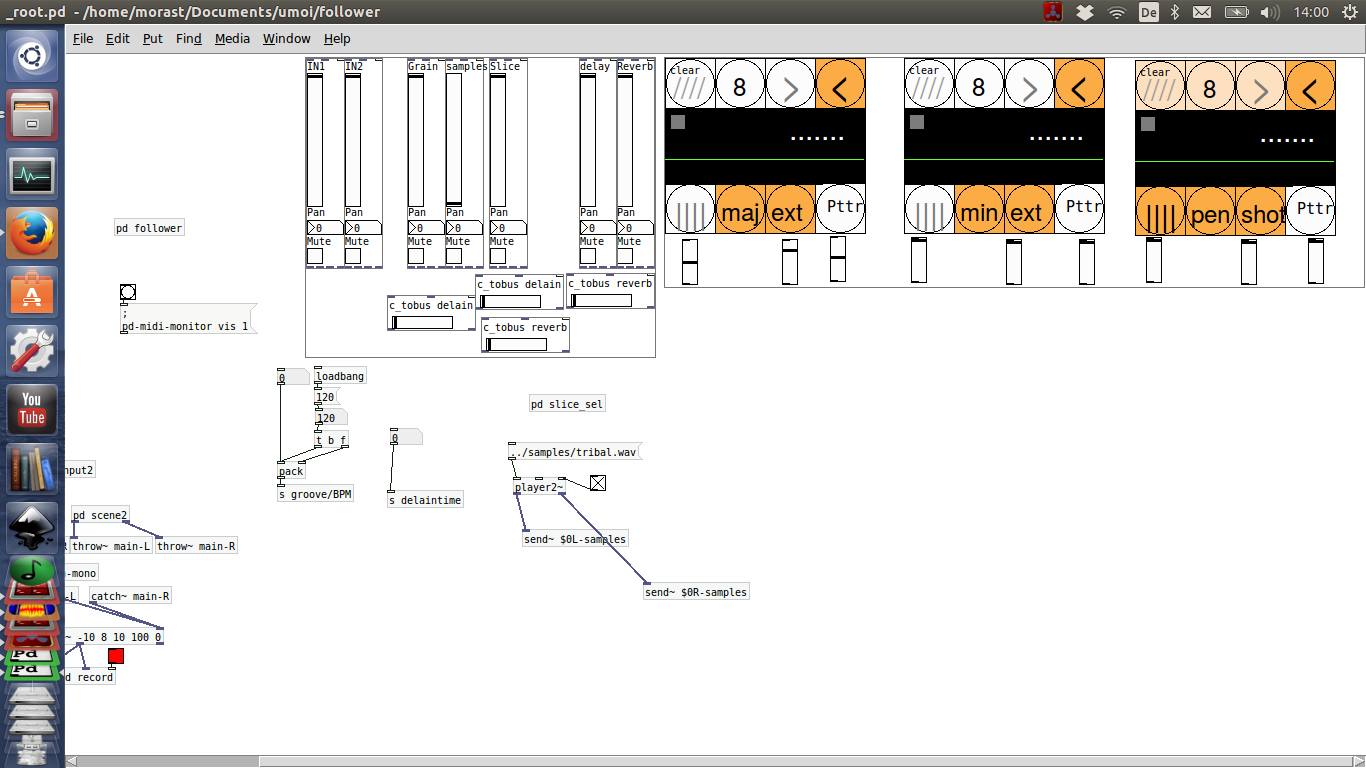 _root.pd - /home/morast/Documents/umoi/follower
De
14:00
File Edit Put Find Media Window Help
IN1 IN2 Grain samples Slice delay Reverb
Pan Pan Pan Pan Pan Pan Pan
0 0 0 0 0 0 0
Mute Mute Mute Mute Mute Mute Mute
c_tobus delain
c_tobus reverb
c_tobus delain
c_tobus reverb
clear
//// 8 > <
.......
|||| maj ext Pttr
clear
//// 8 > <
.......
|||| min ext Pttr
clear
//// 8 > <
.......
|||| pen shot Pttr
pd follower
;
pd-midi-monitor vis 1
0
loadbang
120
120
t b f
pack
s groove/BPM
0
s delaintime
pd slice_sel
../samples/tribal.wav
player2~
send~ $0L-samples
send~ $0R-samples
nput2
pd scene2
R throw~ main-L throw~ main-R
-mono
-L catch~ main-R
~ -10 8 10 100 0
d record
You
Tube
Pd
Pd